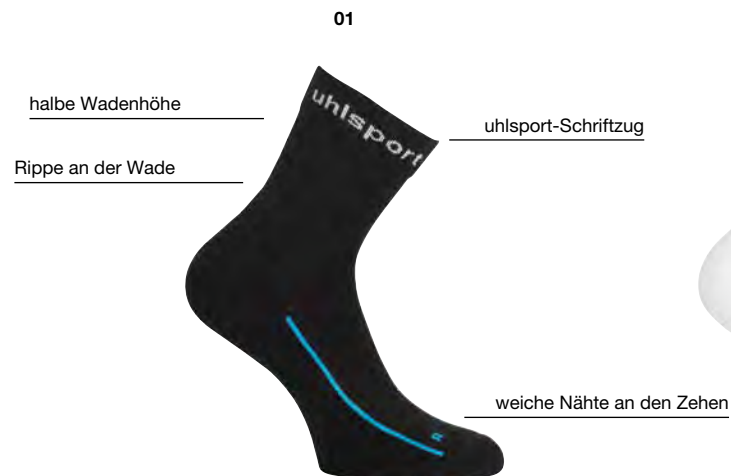 01
halbe Wadenhöhe
uhlsport
uhlsport-Schriftzug
Rippe an der Wade
weiche Nähte an den Zehen
R